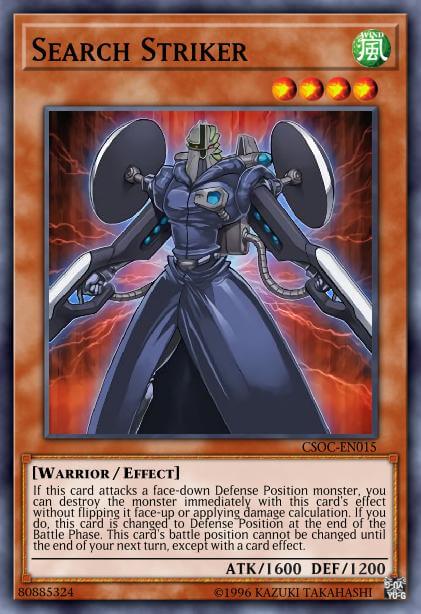 SEARCH STRIKER
WIND
風
CSOC-EN015
[WARRIOR / EFFECT]
If this card attacks a face-down Defense Position monster, you
can destroy the monster immediately with this card's effect
without flipping it face-up or applying damage calculation. If you
do, this card is changed to Defense Position at the end of the
Battle Phase. This card's battle position cannot be changed until
the end of your next turn, except with a card effect.
ATK/1600 DEF/1200
80885324 ©1996 KAZUKI TAKAHASHI